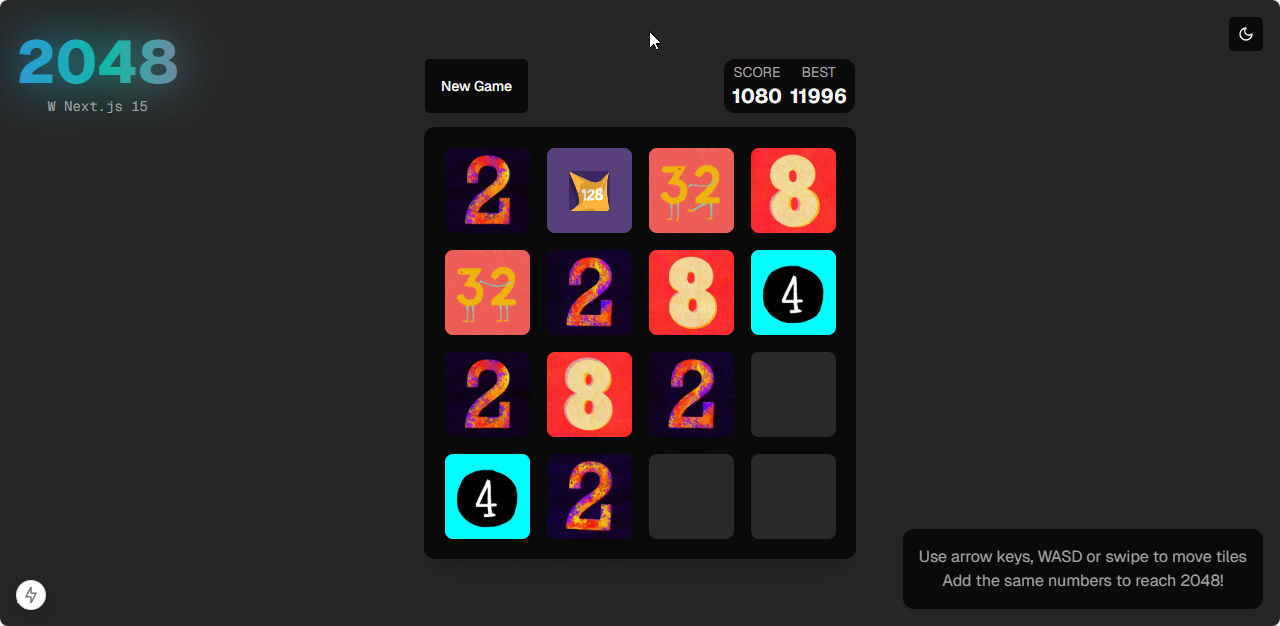 2048
W Next.js 15
New Game
SCORE BEST
1080 11996
2 128 32 8
32 2 8 4
2 8 2
4 2
Use arrow keys, WASD or swipe to move tiles
Add the same numbers to reach 2048!